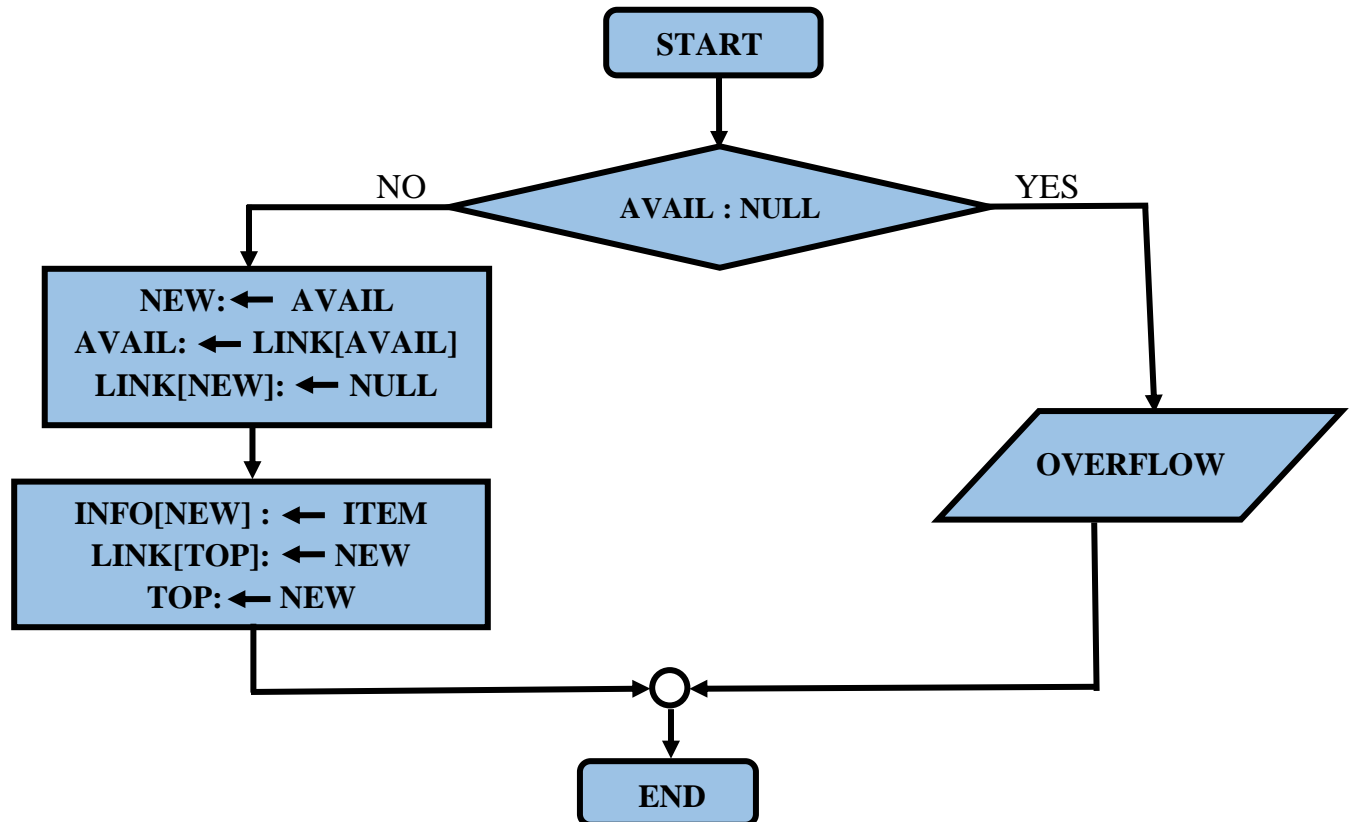 START
NO
YES
AVAIL : NULL
NEW:← AVAIL
AVAIL: ← LINK[AVAIL]
LINK[NEW]: ← NULL
INFO[NEW] : ← ITEM
LINK[TOP]: ← NEW
TOP:← NEW
OVERFLOW
END